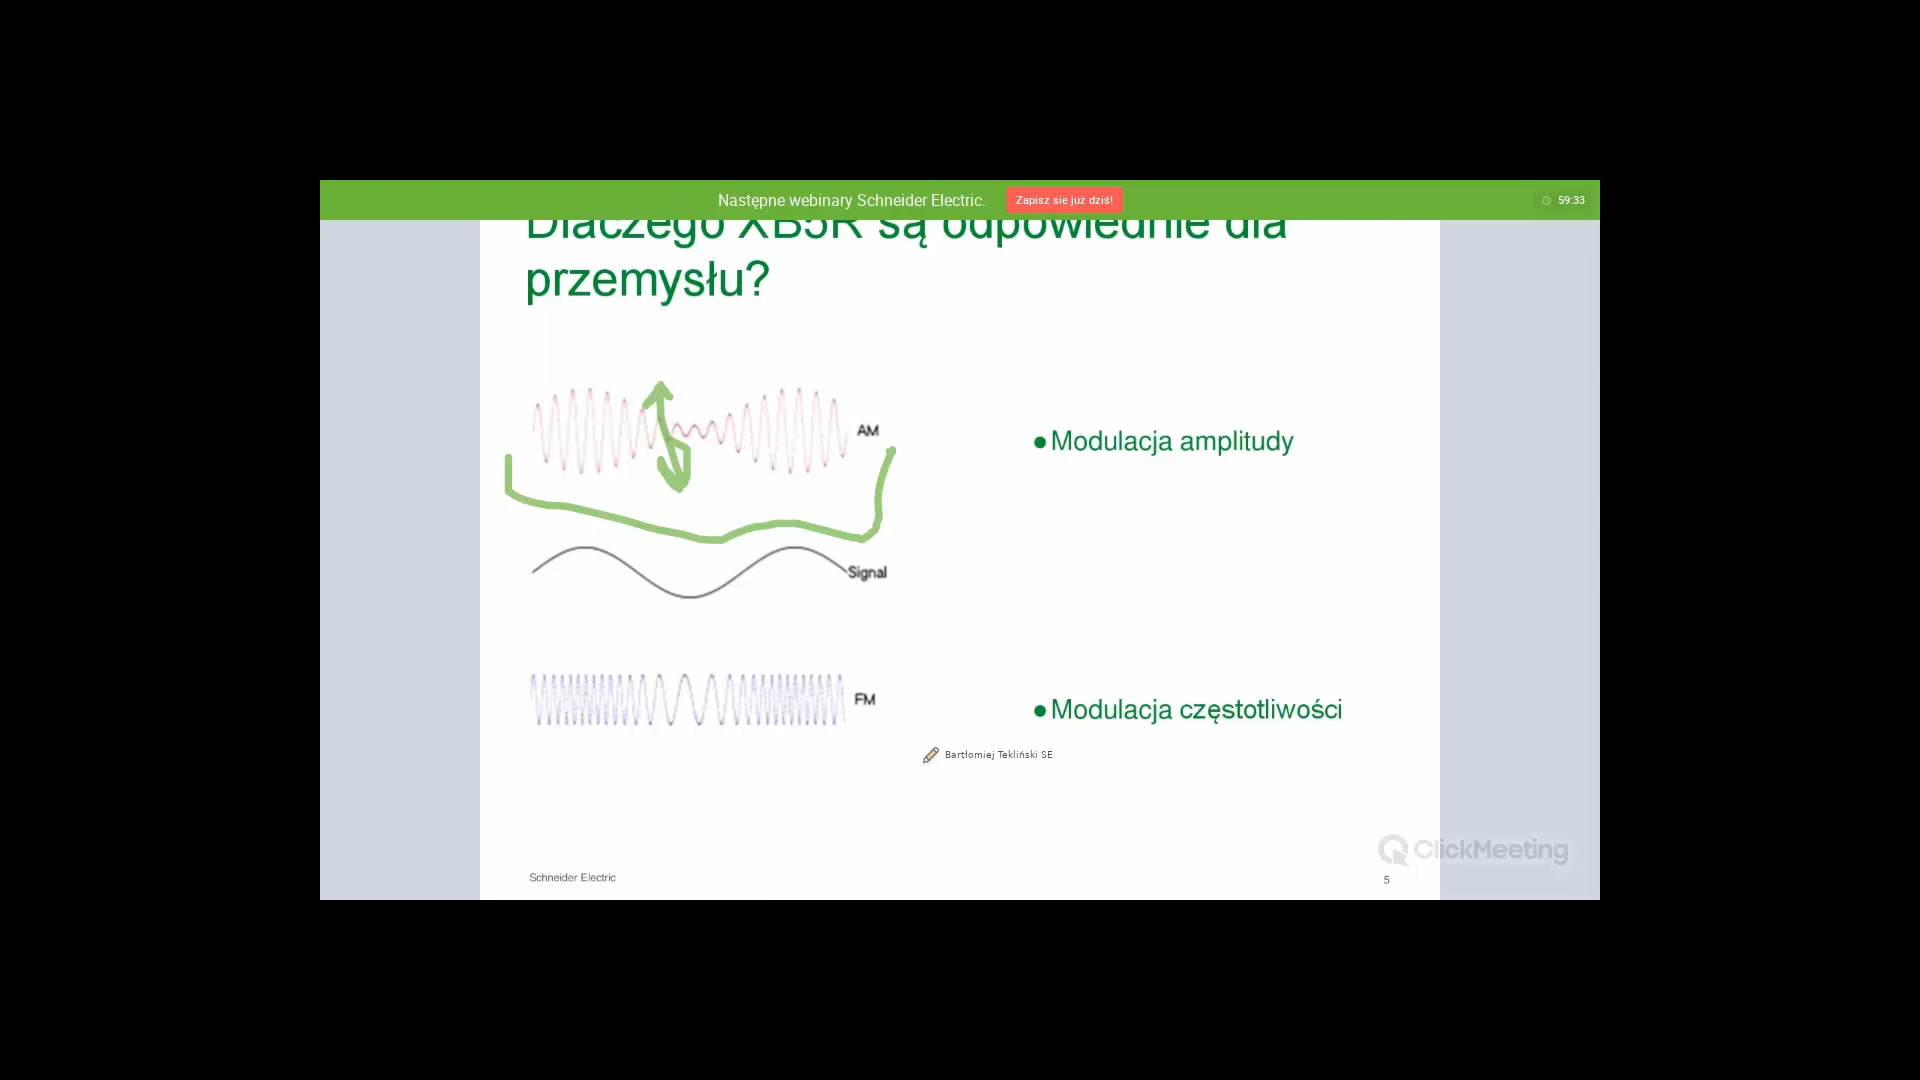 Następne webinary Schneider Electric.
Zapisz sie już dziś!
59:33
Dlaczego XB5R są odpowiednie dla
przemysłu?
AM
●Modulacja amplitudy
Signal
FM
●Modulacja częstotliwości
Bartłomiej Tekliński SE
ClickMeeting
Schneider Electric
5